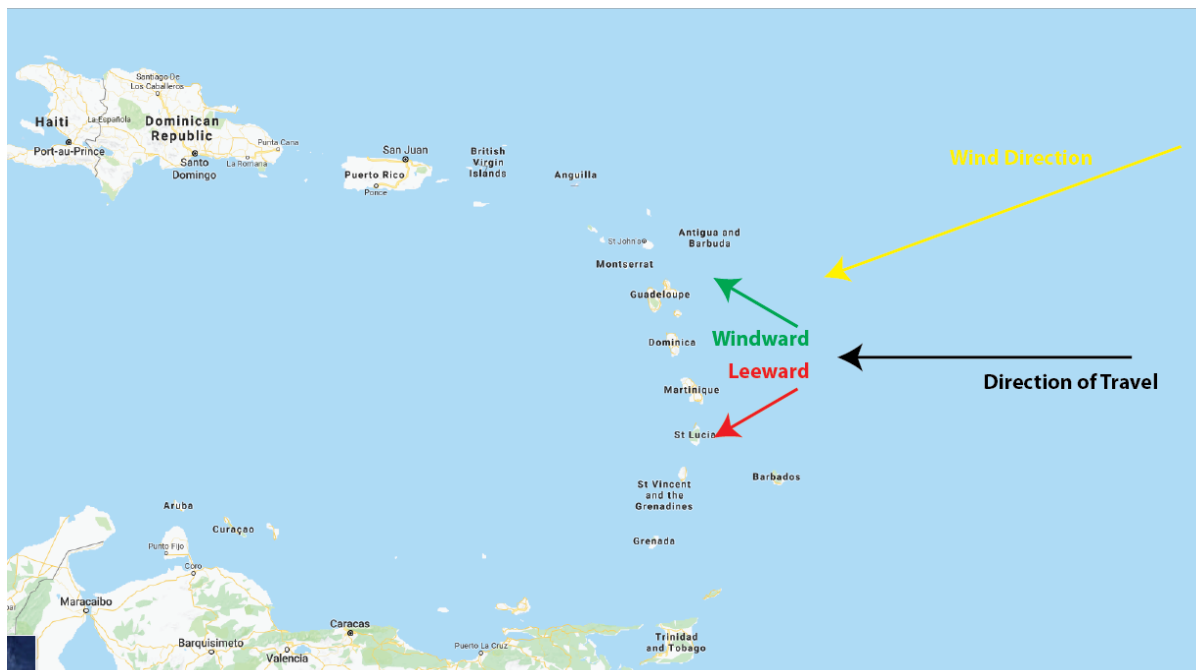 Santiago De
Los Caballeros
Haiti
La Española
Dominican
Republic
Port-au-Prince
Santo
Domingo
La Romana
Punta Cana
San Juan
Puerto Rico
Ponce
British
Virgin
Islands
Anguilla
Wind Direction
St John's
Antigua and
Barbuda
Montserrat
Guadeloupe
Windward
Dominica
Leeward
Direction of Travel
Martinique
St Lucia
Barbados
St Vincent
and the
Grenadines
Grenada
Aruba
Curaçao
Punto Fijo
Coro
Maracaibo
Caracas
Barquisimeto
Valencia
Puerto La Cruz
Trinidad
and Tobago